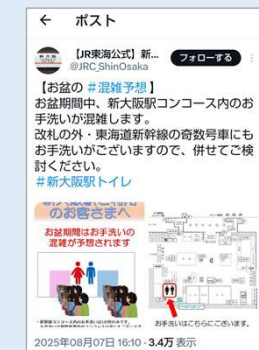 ポスト
【JR東海公式】新...
フォローする
@JRC_ShinOsaka
【お盆の #混雑予想】
お盆期間中、新大阪駅コンコース内のお
手洗いが混雑します。
改札の外・東海道新幹線の奇数号車にも
お手洗いがございますので、併せてご検
討ください。
#新大阪駅トイレ
のお客さまへ
お盆期間はお手洗いの
混雑が予想されます
お手洗いはこちらにございます。
2025年08月07日 16:10・3.4万 表示